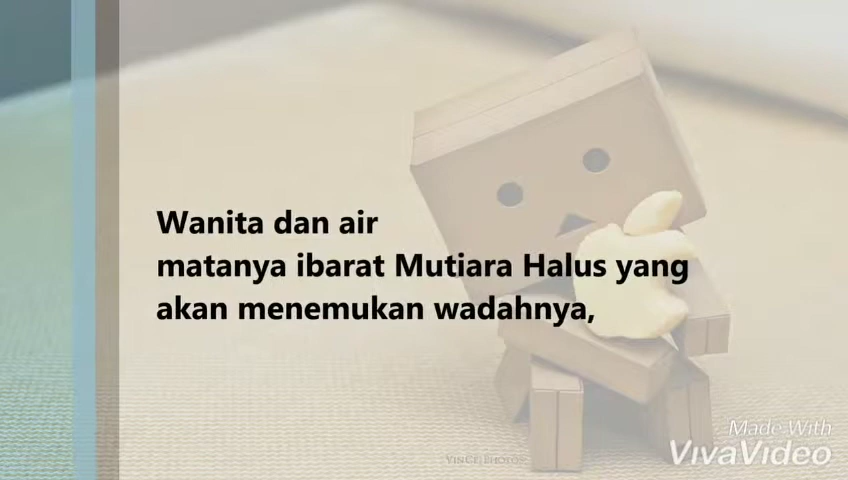 Wanita dan air
matanya ibarat Mutiara Halus yang
akan menemukan wadahnya,
Made With
VivaVideo